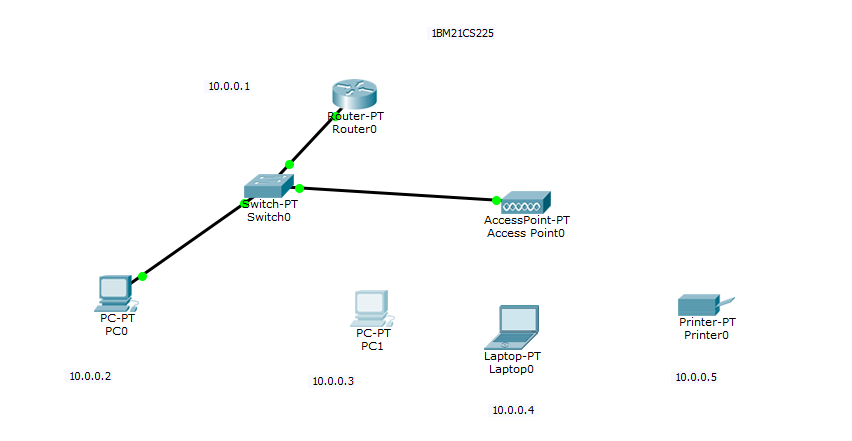 1BM21CS225
10.0.0.1
Router-PT
Router0
Switch-PT
Switch0
AccessPoint-PT
Access Point0
PC-PT
PC0
PC-PT
PC1
Laptop-PT
Laptop0
Printer-PT
Printer0
10.0.0.2
10.0.0.3
10.0.0.4
10.0.0.5